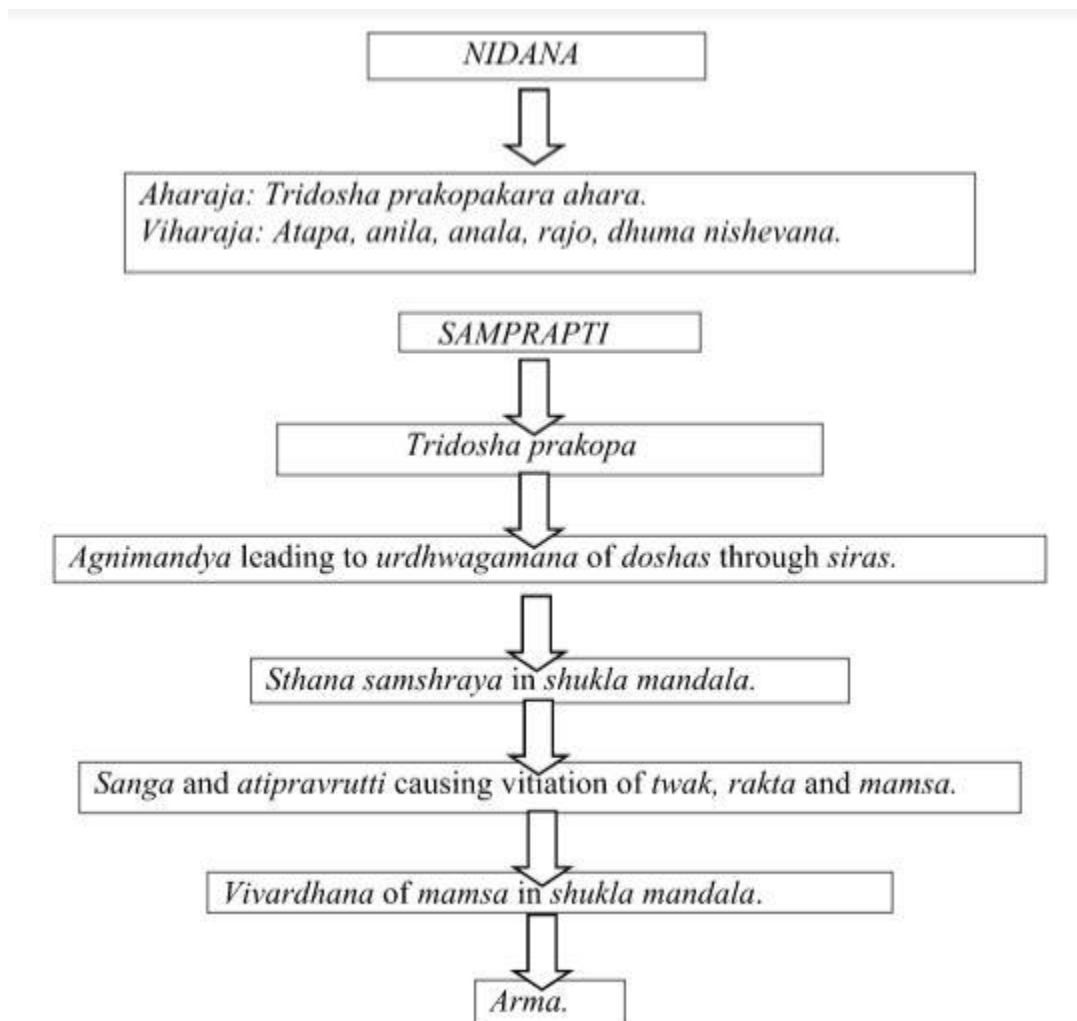 NIDANA
Aharaja: Tridosha prakopakara ahara.
Viharaja: Atapa, anila, anala, rajo, dhuma nishevana.
SAMPRAPTI
Tridosha prakopa
Agnimandya leading to urdhwagamana of doshas through siras.
Sthana samshraya in shukla mandala.
Sanga and atipravrutti causing vitiation of twak, rakta and mamsa.
Vivardhana of mamsa in shukla mandala.
Arma.